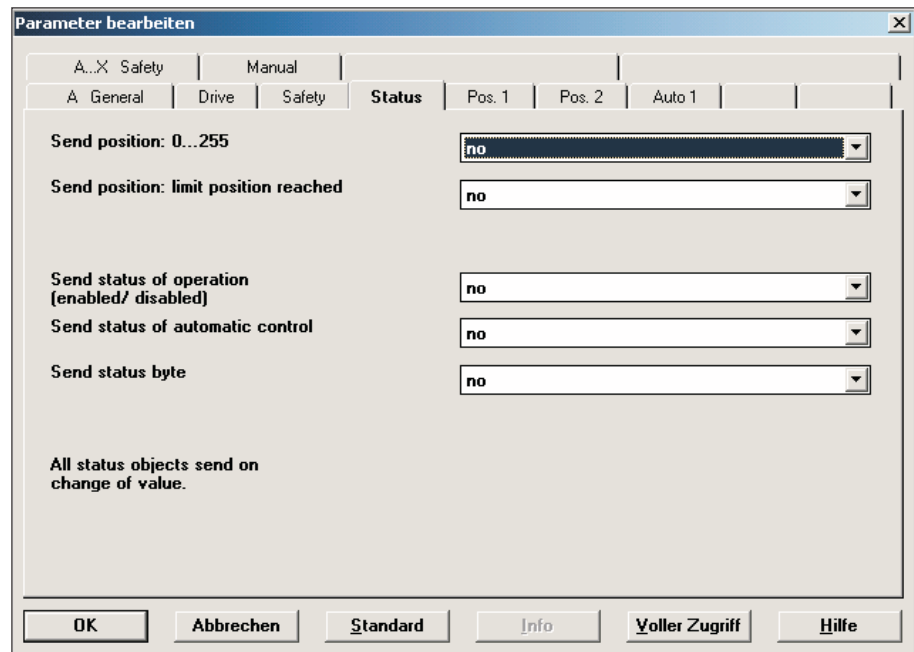 Parameter bearbeiten
A...X Safety Manual
A General Drive Safety Status Pos. 1 Pos. 2 Auto 1
Send position: 0...255 no
Send position: limit position reached no
Send status of operation
(enabled/ disabled) no
Send status of automatic control no
Send status byte no
All status objects send on
change of value.
OK Abbrechen Standard Info Voller Zugriff Hilfe